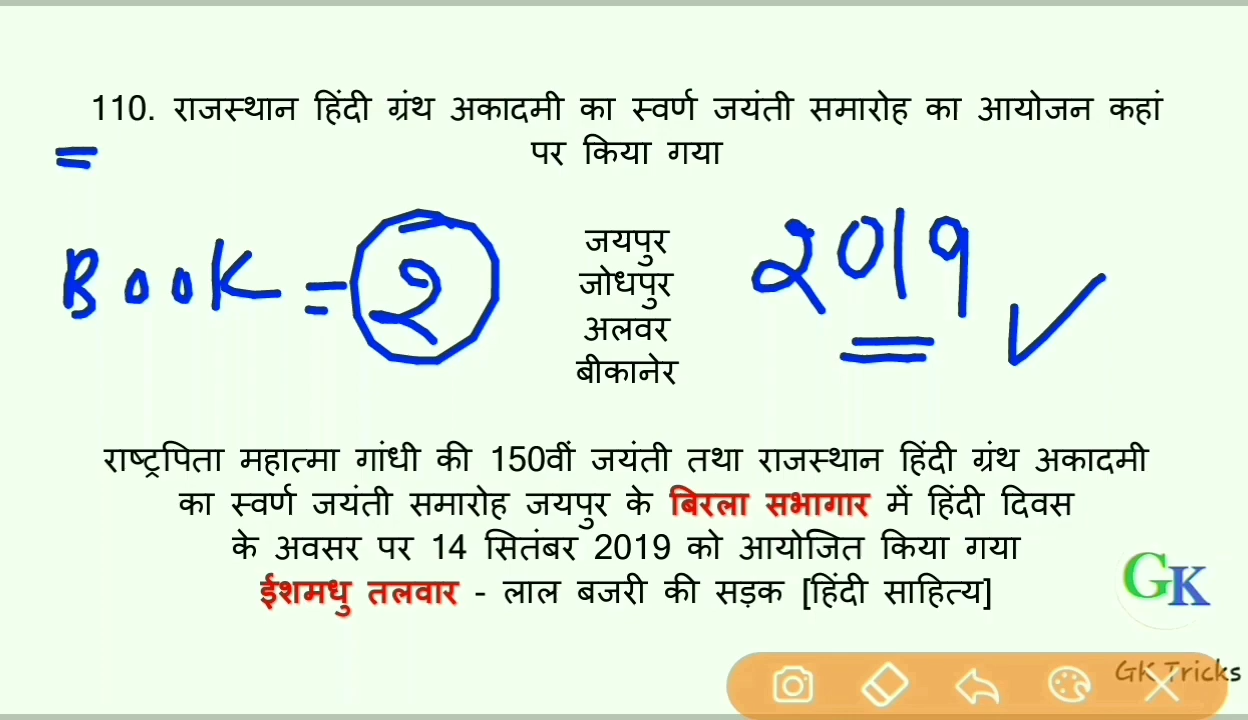 110. राजस्थान हिंदी ग्रंथ अकादमी का स्वर्ण जयंती समारोह का आयोजन कहां
पर किया गया
Book = 2
2019
जयपुर
जोधपुर
अलवर
बीकानेर
राष्ट्रपिता महात्मा गांधी की 150वीं जयंती तथा राजस्थान हिंदी ग्रंथ अकादमी
का स्वर्ण जयंती समारोह जयपुर के बिरला सभागार में हिंदी दिवस
के अवसर पर 14 सितंबर 2019 को आयोजित किया गया
ईशमधु तलवार - लाल बजरी की सड़क [हिंदी साहित्य]
GK
GK Tricks